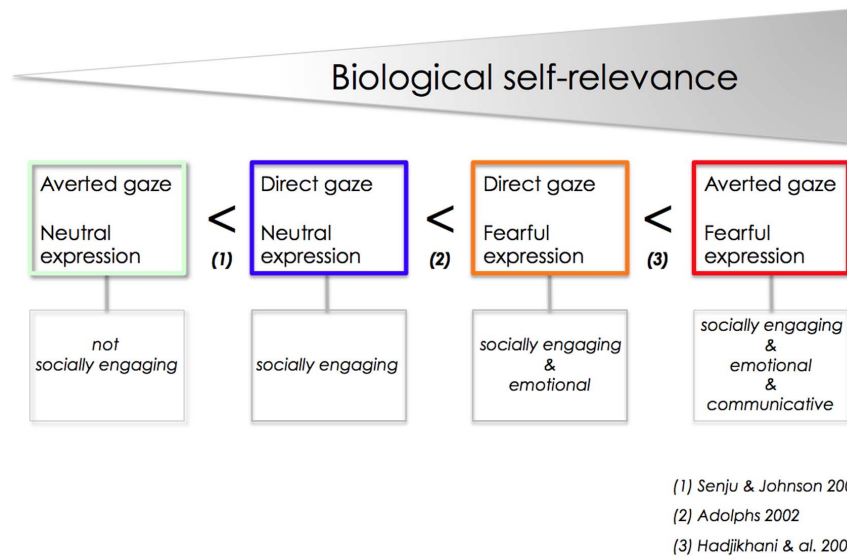 Biological self-relevance
Averted gaze
Neutral
expression
<
(1)
Direct gaze
Neutral
expression
<
(2)
Direct gaze
Fearful
expression
<
(3)
Averted gaze
Fearful
expression
not
socially engaging
socially engaging
socially engaging
&
emotional
socially engaging
&
emotional
&
communicative
(1) Senju & Johnson
(2) Adolphs 2002
(3) Hadjikhani & al.